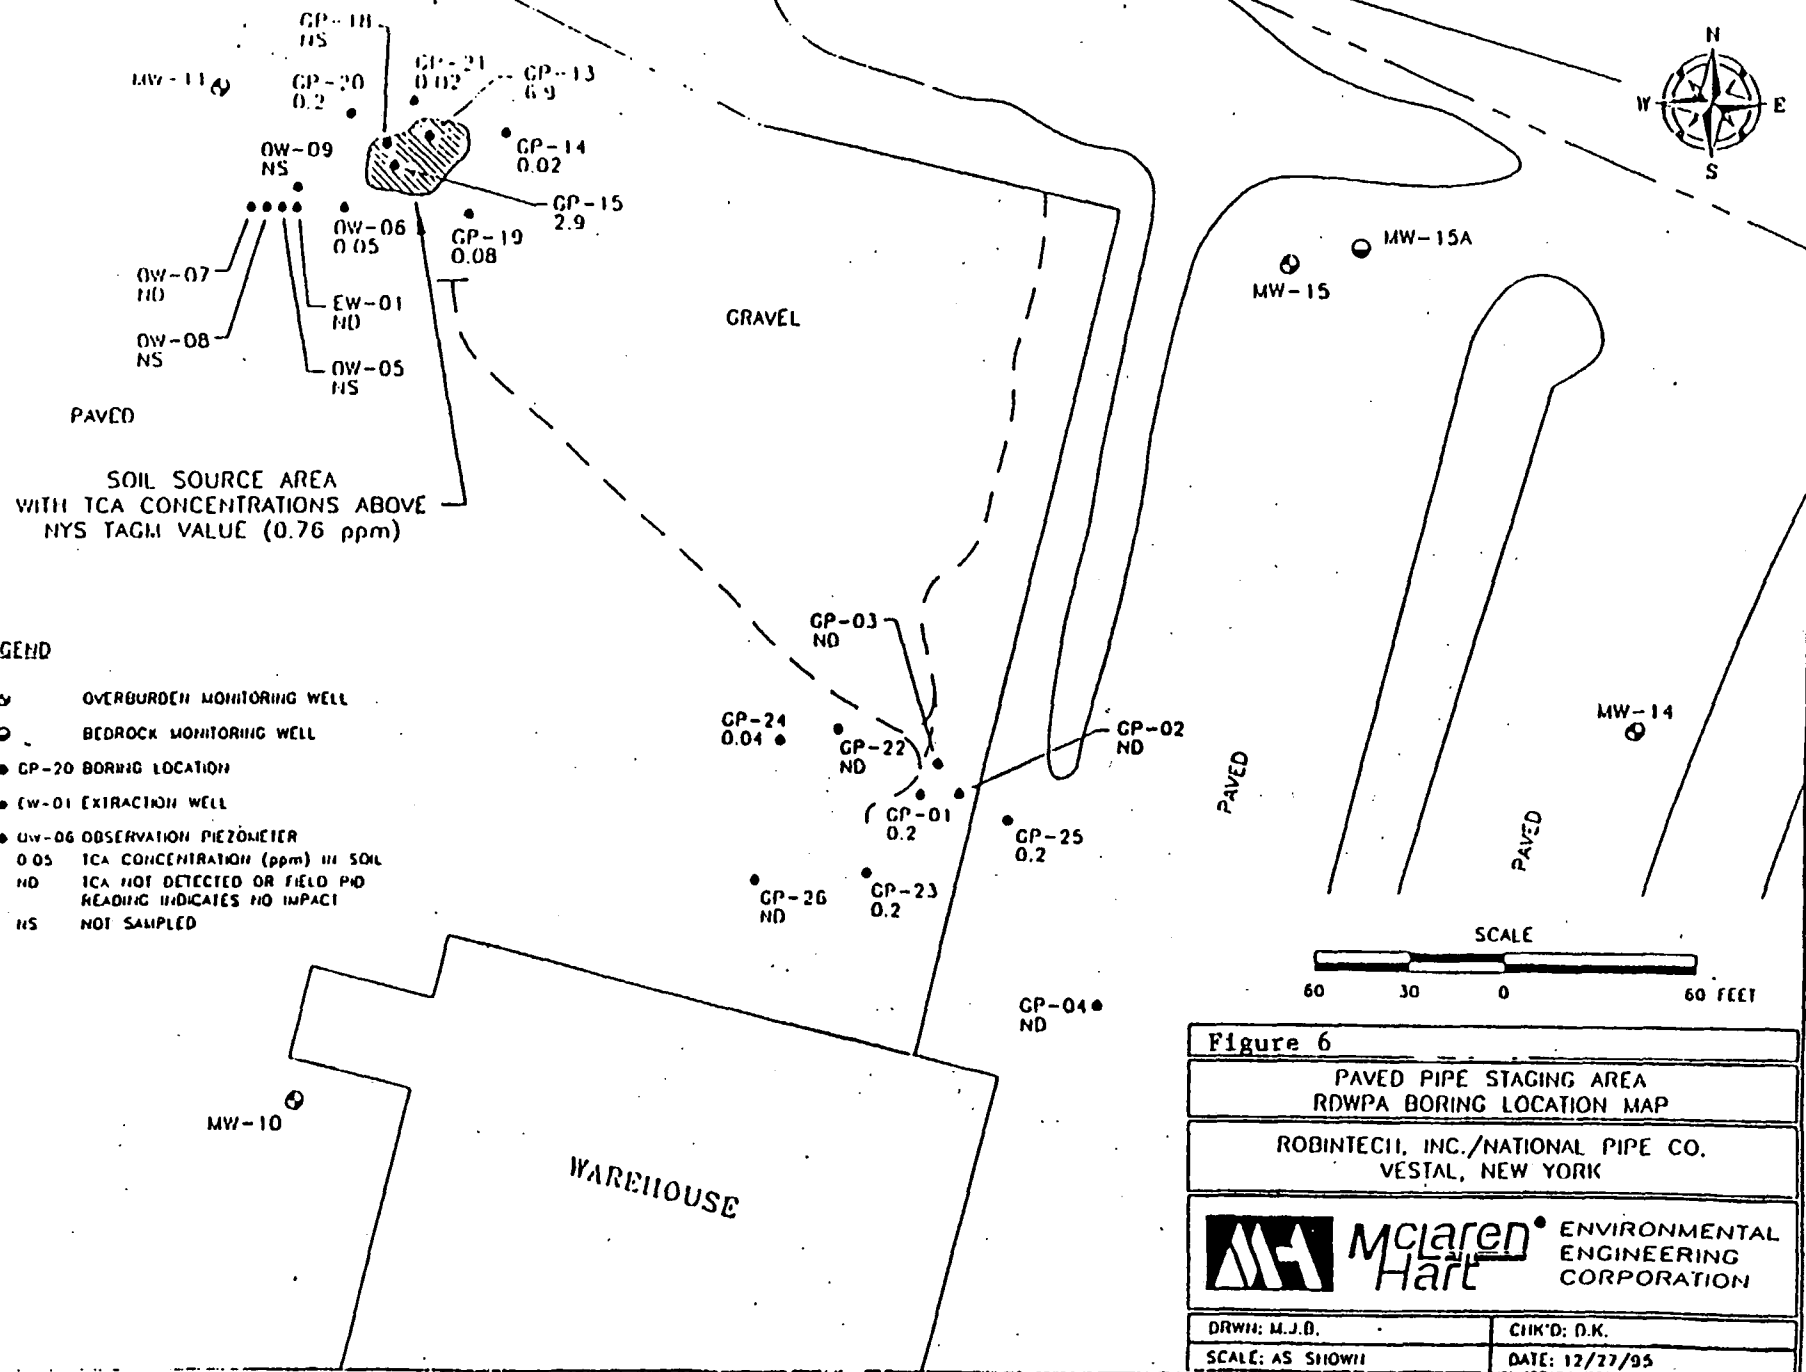 GP-18
NS
MW-11
GP-20
0.2
GP-21
0.02
GP-13
6.9
GP-14
0.02
OW-09
NS
GP-15
2.9
OW-06
0.05
GP-19
0.08
OW-07
ND
EW-01
ND
OW-08
NS
OW-05
NS
PAVED
SOIL SOURCE AREA
WITH TCA CONCENTRATIONS ABOVE
NYS TAGM VALUE (0.76 ppm)
GRAVEL
N
W E
S
MW-15A
MW-15
GEND
OVERBURDEN MONITORING WELL
BEDROCK MONITORING WELL
GP-20 BORING LOCATION
EW-01 EXTRACTION WELL
OW-06 OBSERVATION PIEZOMETER
0.05 TCA CONCENTRATION (ppm) IN SOIL
ND TCA NOT DETECTED OR FIELD PID
READING INDICATES NO IMPACT
NS NOT SAMPLED
GP-03
ND
GP-24
0.04
GP-22
ND
GP-02
ND
GP-01
0.2
GP-25
0.2
GP-26
ND
GP-23
0.2
GP-04
ND
MW-14
PAVED
PAVED
MW-10
WAREHOUSE
SCALE
60 30 0 60 FEET
Figure 6
PAVED PIPE STAGING AREA
RDWPA BORING LOCATION MAP
ROBINTECH, INC./NATIONAL PIPE CO.
VESTAL, NEW YORK
MH
McLaren
Hart
ENVIRONMENTAL
ENGINEERING
CORPORATION
DRWN: M.J.B.
CHK'D: D.K.
SCALE: AS SHOWN
DATE: 12/27/95